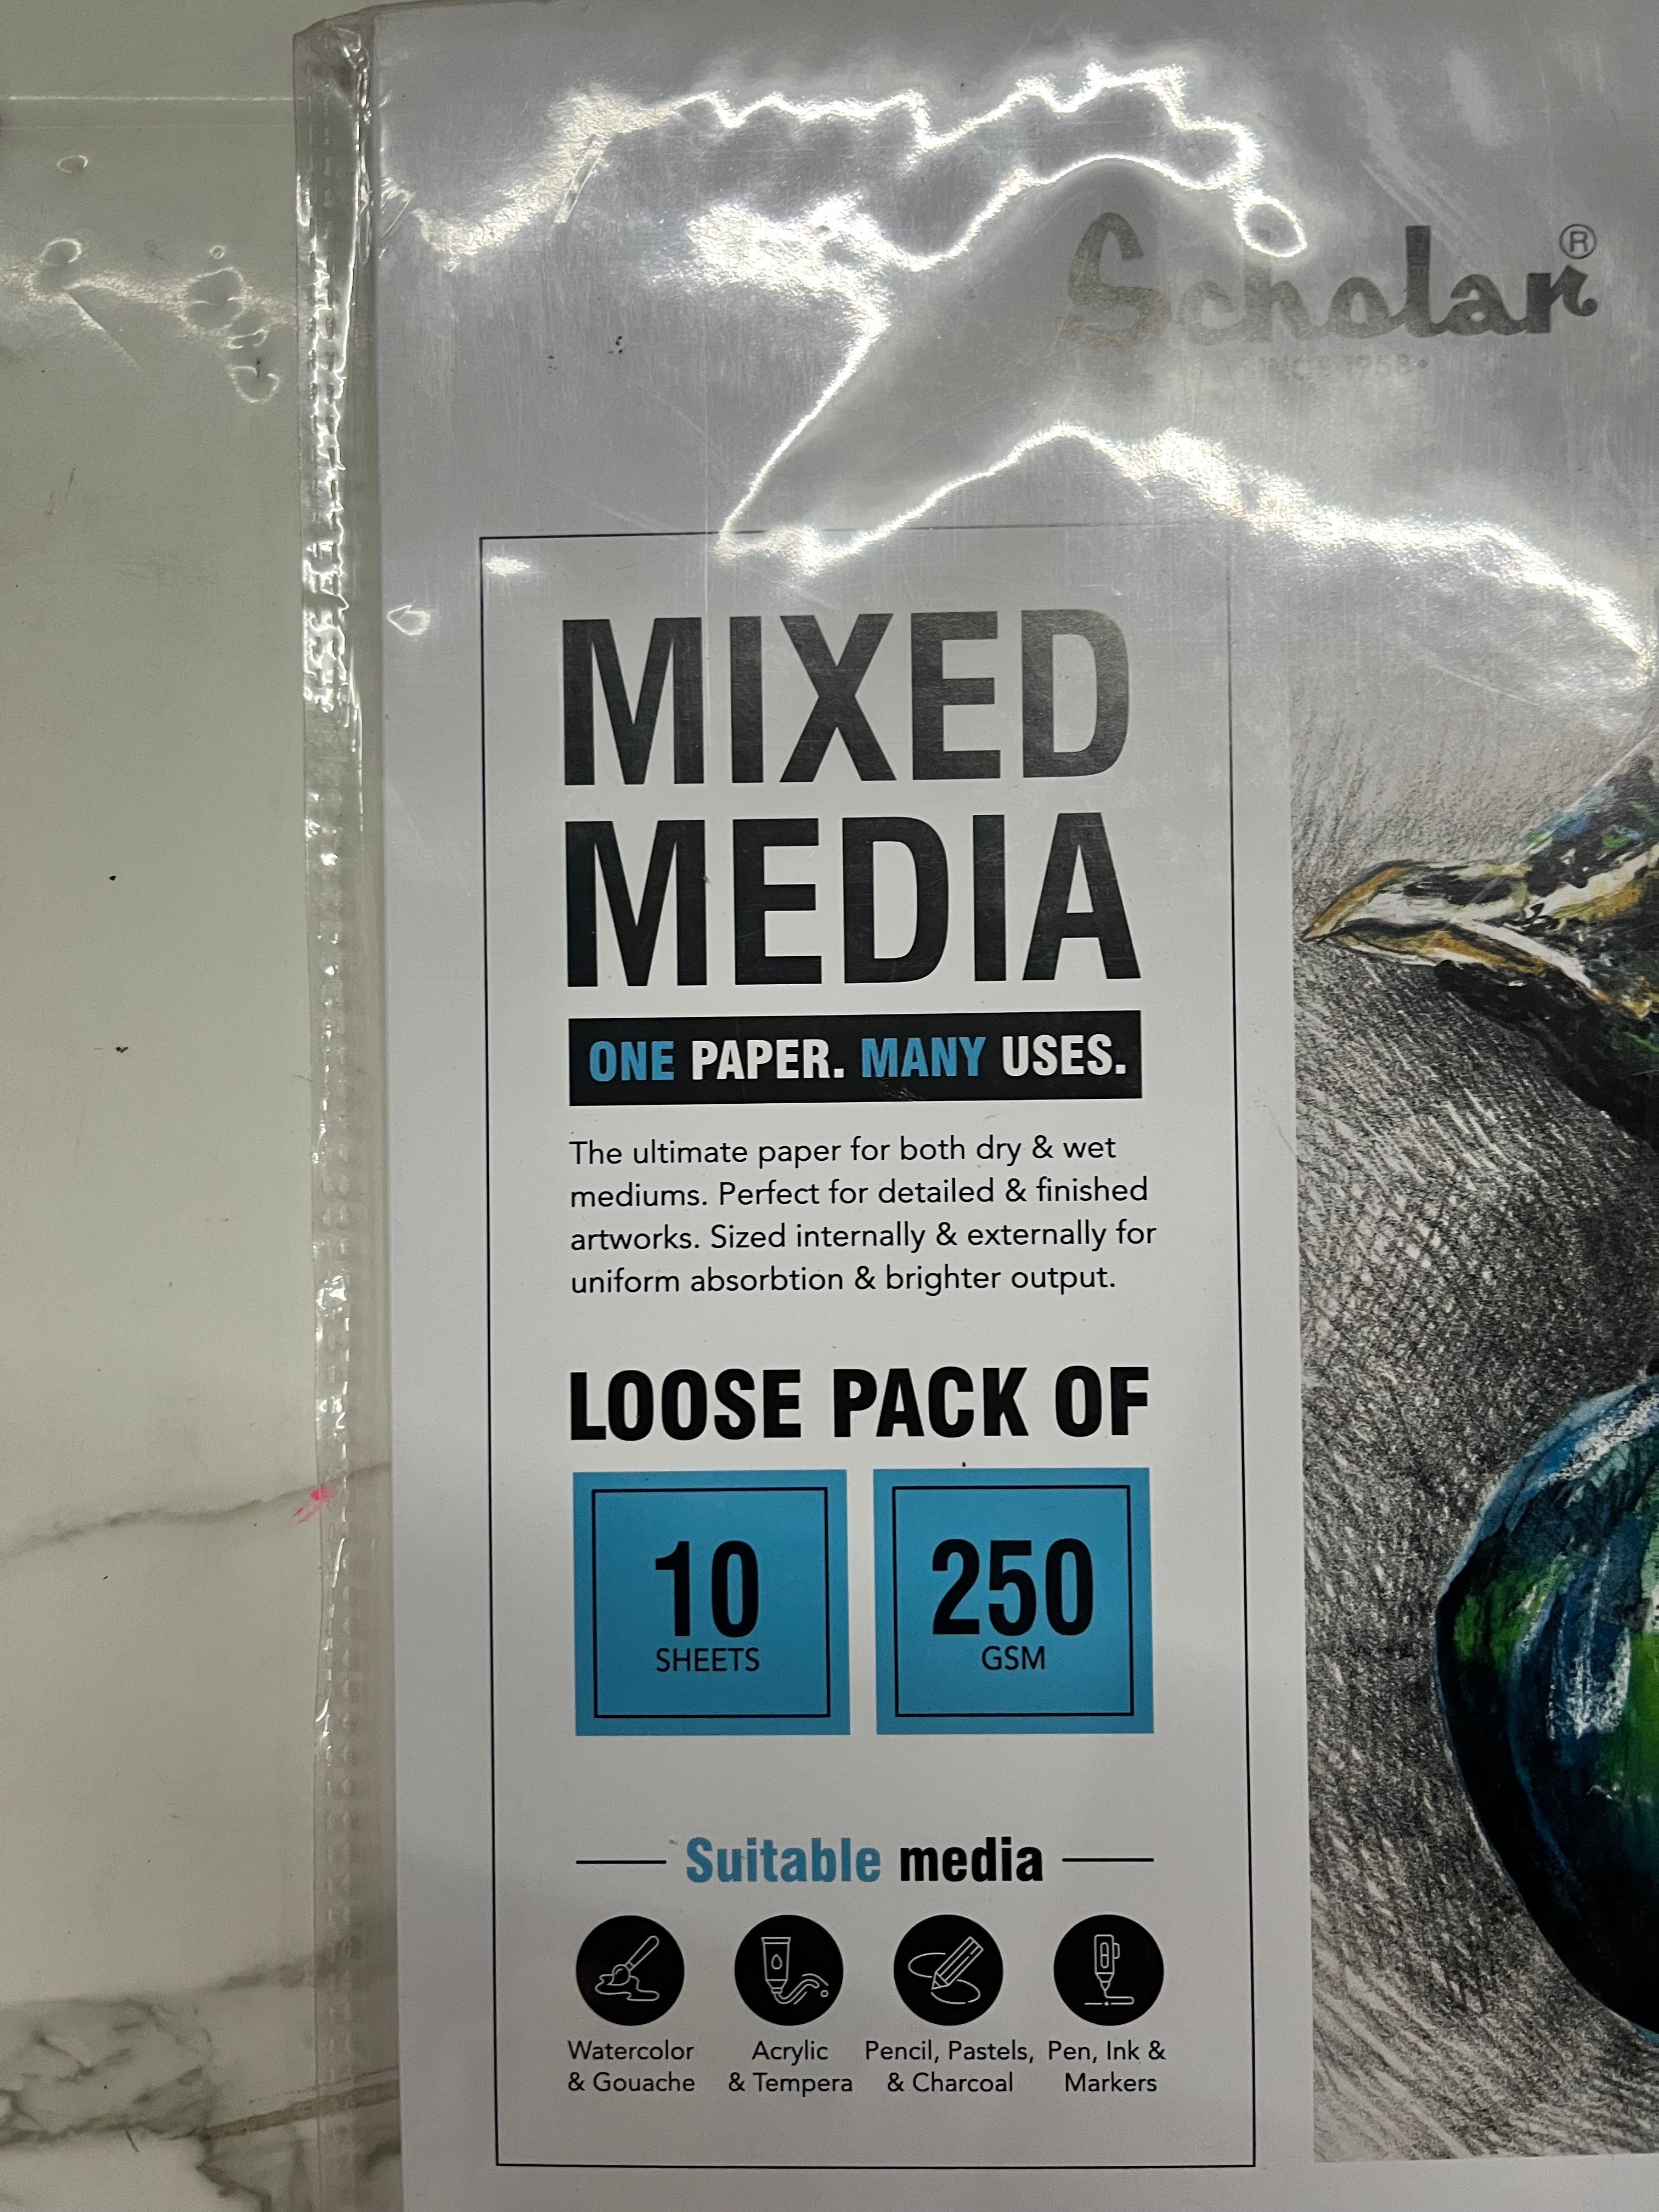 Scholar®
SINCE 1958
MIXED
MEDIA
ONE PAPER. MANY USES.
The ultimate paper for both dry & wet
mediums. Perfect for detailed & finished
artworks. Sized internally & externally for
uniform absorbtion & brighter output.
LOOSE PACK OF
10 250
SHEETS GSM
Suitable media
Watercolor Acrylic Pencil, Pastels, Pen, Ink &
& Gouache & Tempera & Charcoal Markers